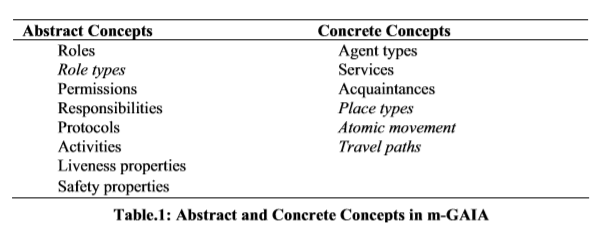 Abstract Concepts Concrete Concepts
Roles Agent types
Role types Services
Permissions Acquaintances
Responsibilities Place types
Protocols Atomic movement
Activities Travel paths
Liveness properties
Safety properties
Table.1: Abstract and Concrete Concepts in m-GAIA